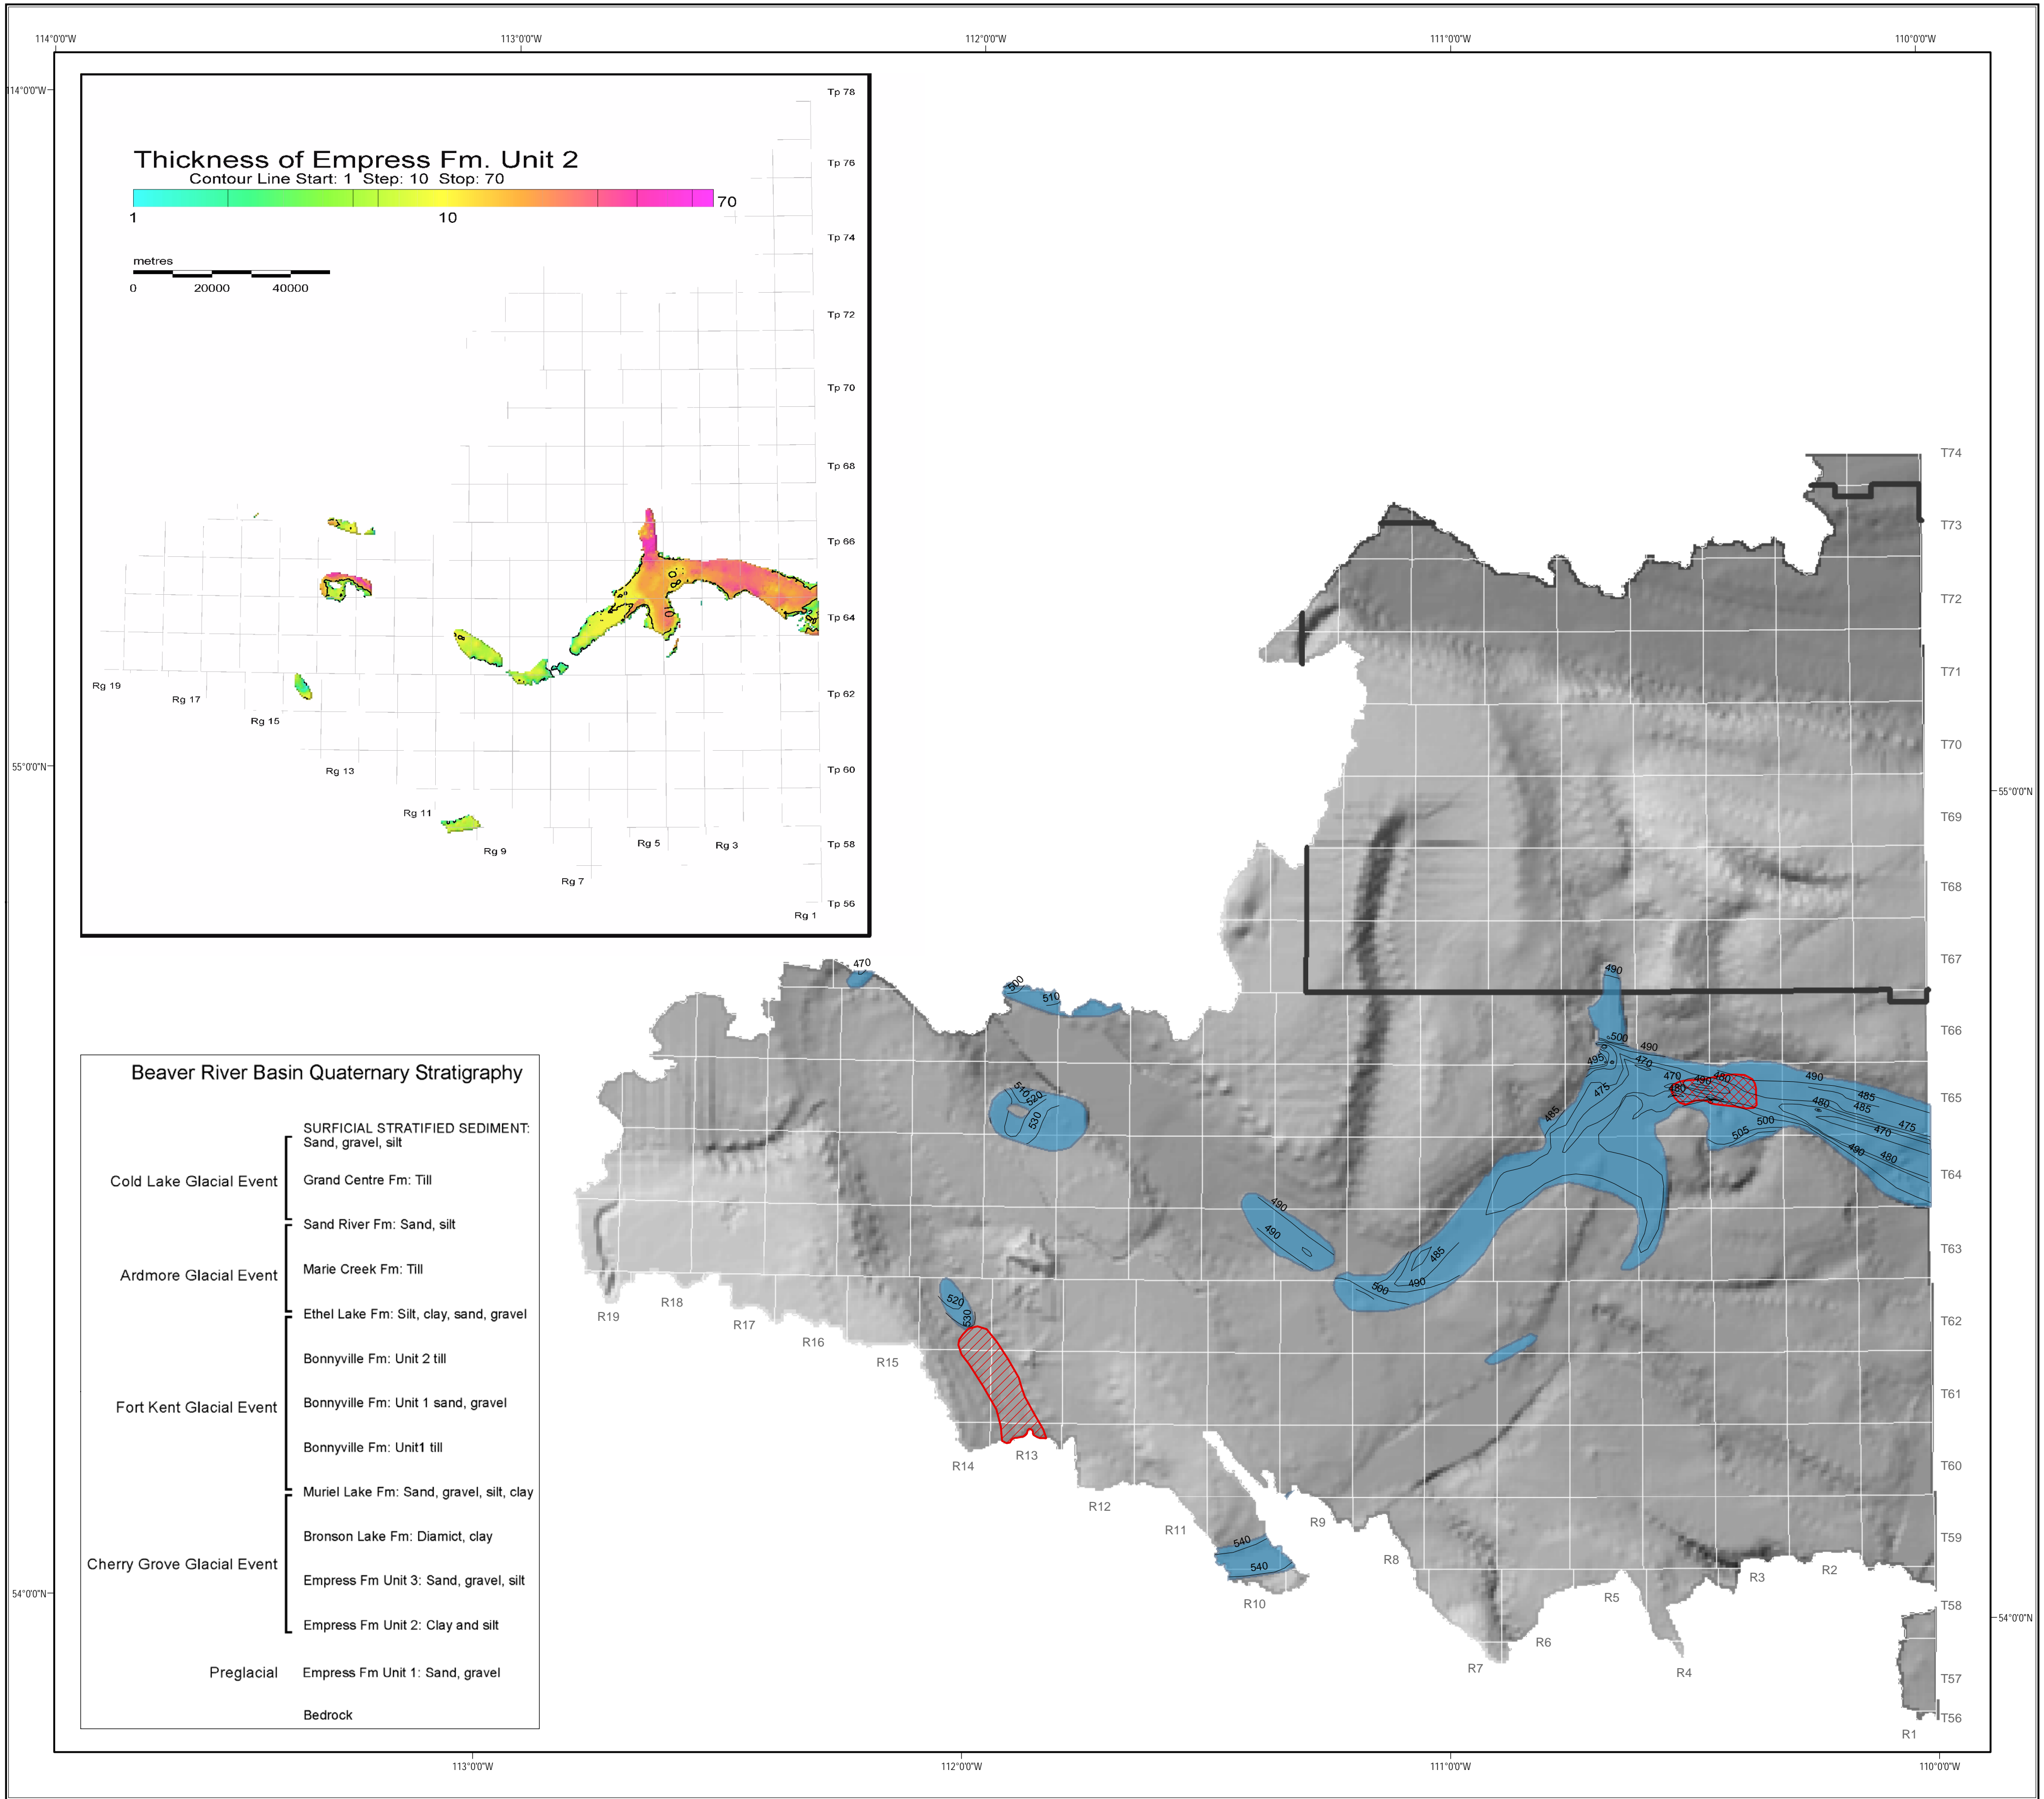 114°0'0"W
113°0'0"W
112°0'0"W
111°0'0"W
110°0'0"W
114°0'0"W
55°0'0"N
54°0'0"N
55°0'0"N
54°0'0"N
Thickness of Empress Fm. Unit 2
Contour Line Start: 1 Step: 10 Stop: 70
70
1
10
metres
0
20000
40000
Tp 78
Tp 76
Tp 74
Tp 72
Tp 70
Tp 68
Tp 66
Tp 64
Tp 62
Tp 60
Tp 58
Tp 56
Rg 19
Rg 17
Rg 15
Rg 13
Rg 11
Rg 9
Rg 7
Rg 5
Rg 3
Rg 1
8
10
Beaver River Basin Quaternary Stratigraphy
SURFICIAL STRATIFIED SEDIMENT:
Sand, gravel, silt
Cold Lake Glacial Event
Grand Centre Fm: Till
Sand River Fm: Sand, silt
Ardmore Glacial Event
Marie Creek Fm: Till
Ethel Lake Fm: Silt, clay, sand, gravel
Bonnyville Fm: Unit 2 till
Fort Kent Glacial Event
Bonnyville Fm: Unit 1 sand, gravel
Bonnyville Fm: Unit1 till
Muriel Lake Fm: Sand, gravel, silt, clay
Bronson Lake Fm: Diamict, clay
Cherry Grove Glacial Event
Empress Fm Unit 3: Sand, gravel, silt
Empress Fm Unit 2: Clay and silt
Preglacial
Empress Fm Unit 1: Sand, gravel
Bedrock
T74
T73
T72
T71
T70
T69
T68
T67
T66
T65
T64
T63
T62
T61
T60
T59
T58
T57
T56
R19
R18
R17
R16
R15
R14
R13
R12
R11
R10
R9
R8
R7
R6
R5
R4
R3
R2
R1
470
500
510
510
520
530
520
530
490
490
500
490
485
485
475
490
500
490
495
470
470
490
480
480
490
485
480
485
475
470
500
505
490
480
540
540
113°0'0"W
112°0'0"W
111°0'0"W
110°0'0"W